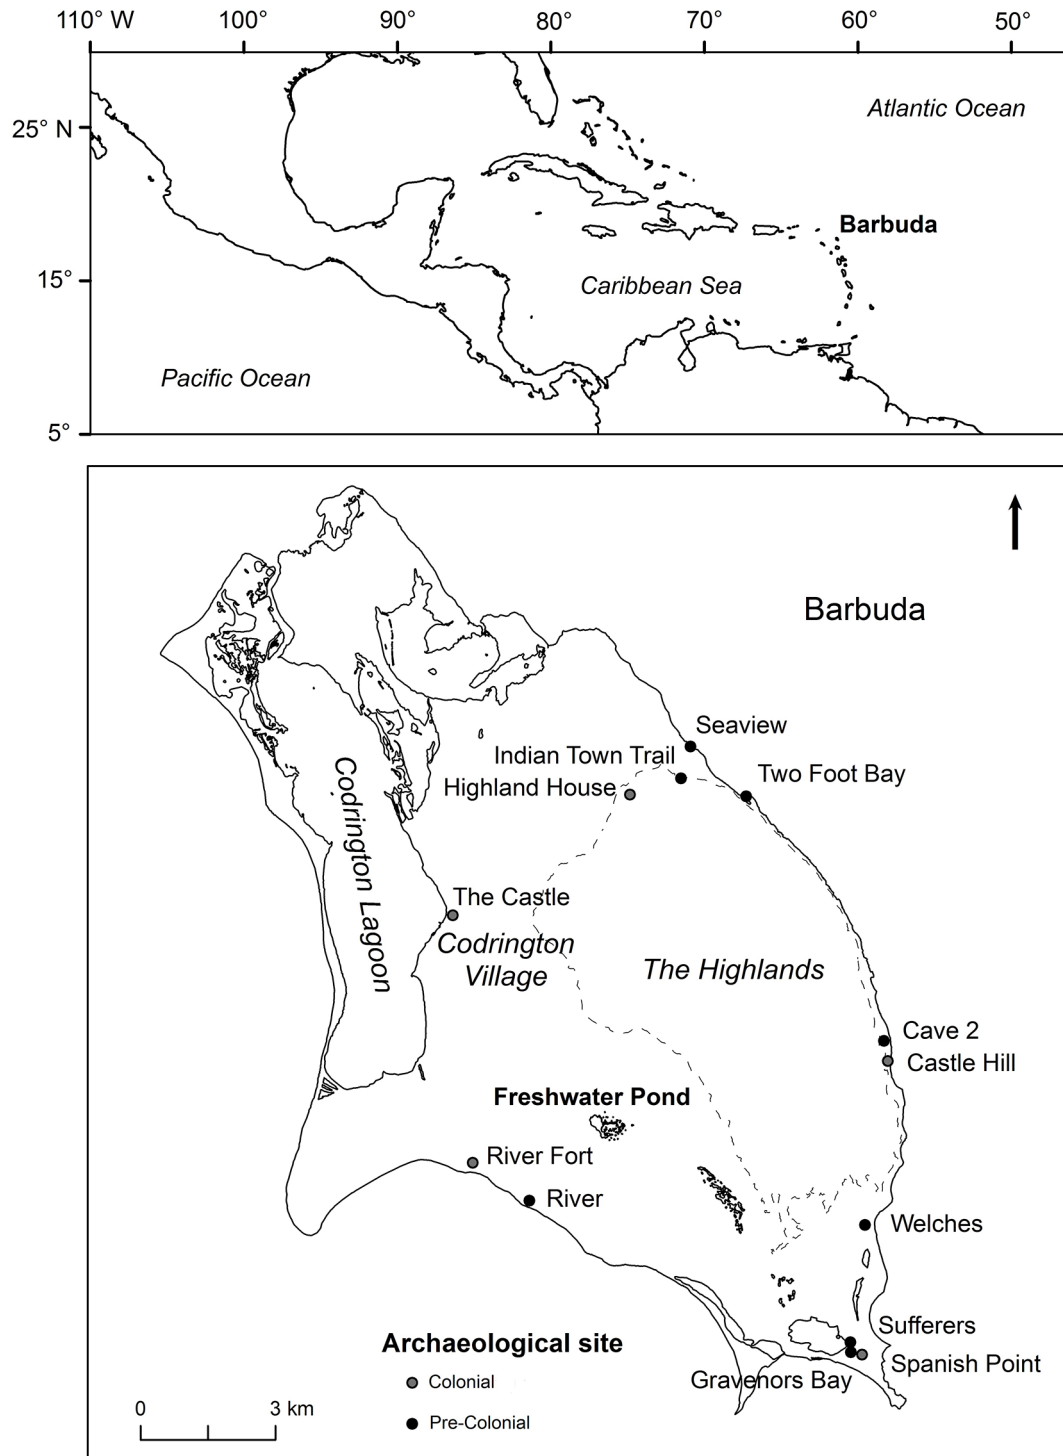 110° W 100° 90° 80° 70° 60° 50°
25° N
Atlantic Ocean
Barbuda
15°
Caribbean Sea
Pacific Ocean
5°
Barbuda
Seaview
Indian Town Trail
Two Foot Bay
Highland House
Codrington Lagoon
The Castle
Codrington
Village
The Highlands
Cave 2
Castle Hill
Freshwater Pond
River Fort
River
Welches
Sufferers
Spanish Point
Gravenors Bay
Archaeological site
Colonial
Pre-Colonial
0 3 km